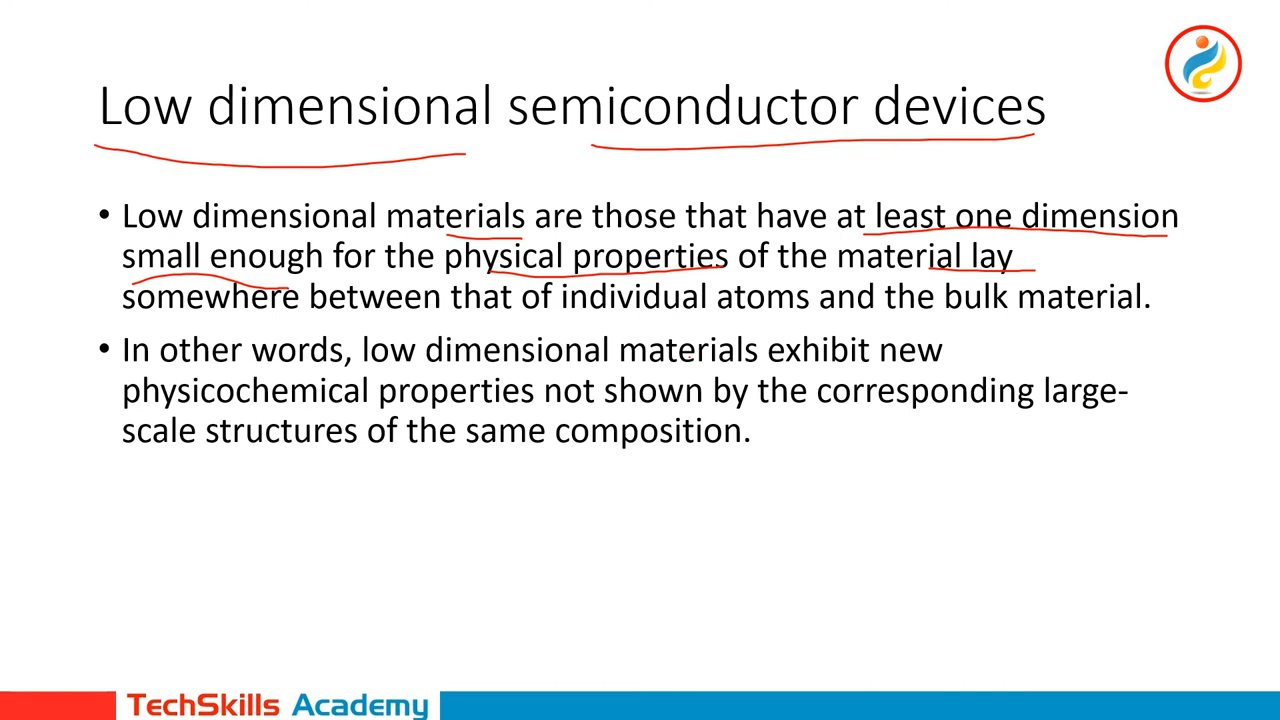 Low dimensional semiconductor devices
• Low dimensional materials are those that have at least one dimension
small enough for the physical properties of the material lay
somewhere between that of individual atoms and the bulk material.
• In other words, low dimensional materials exhibit new
physicochemical properties not shown by the corresponding large-
scale structures of the same composition.
TechSkills Academy